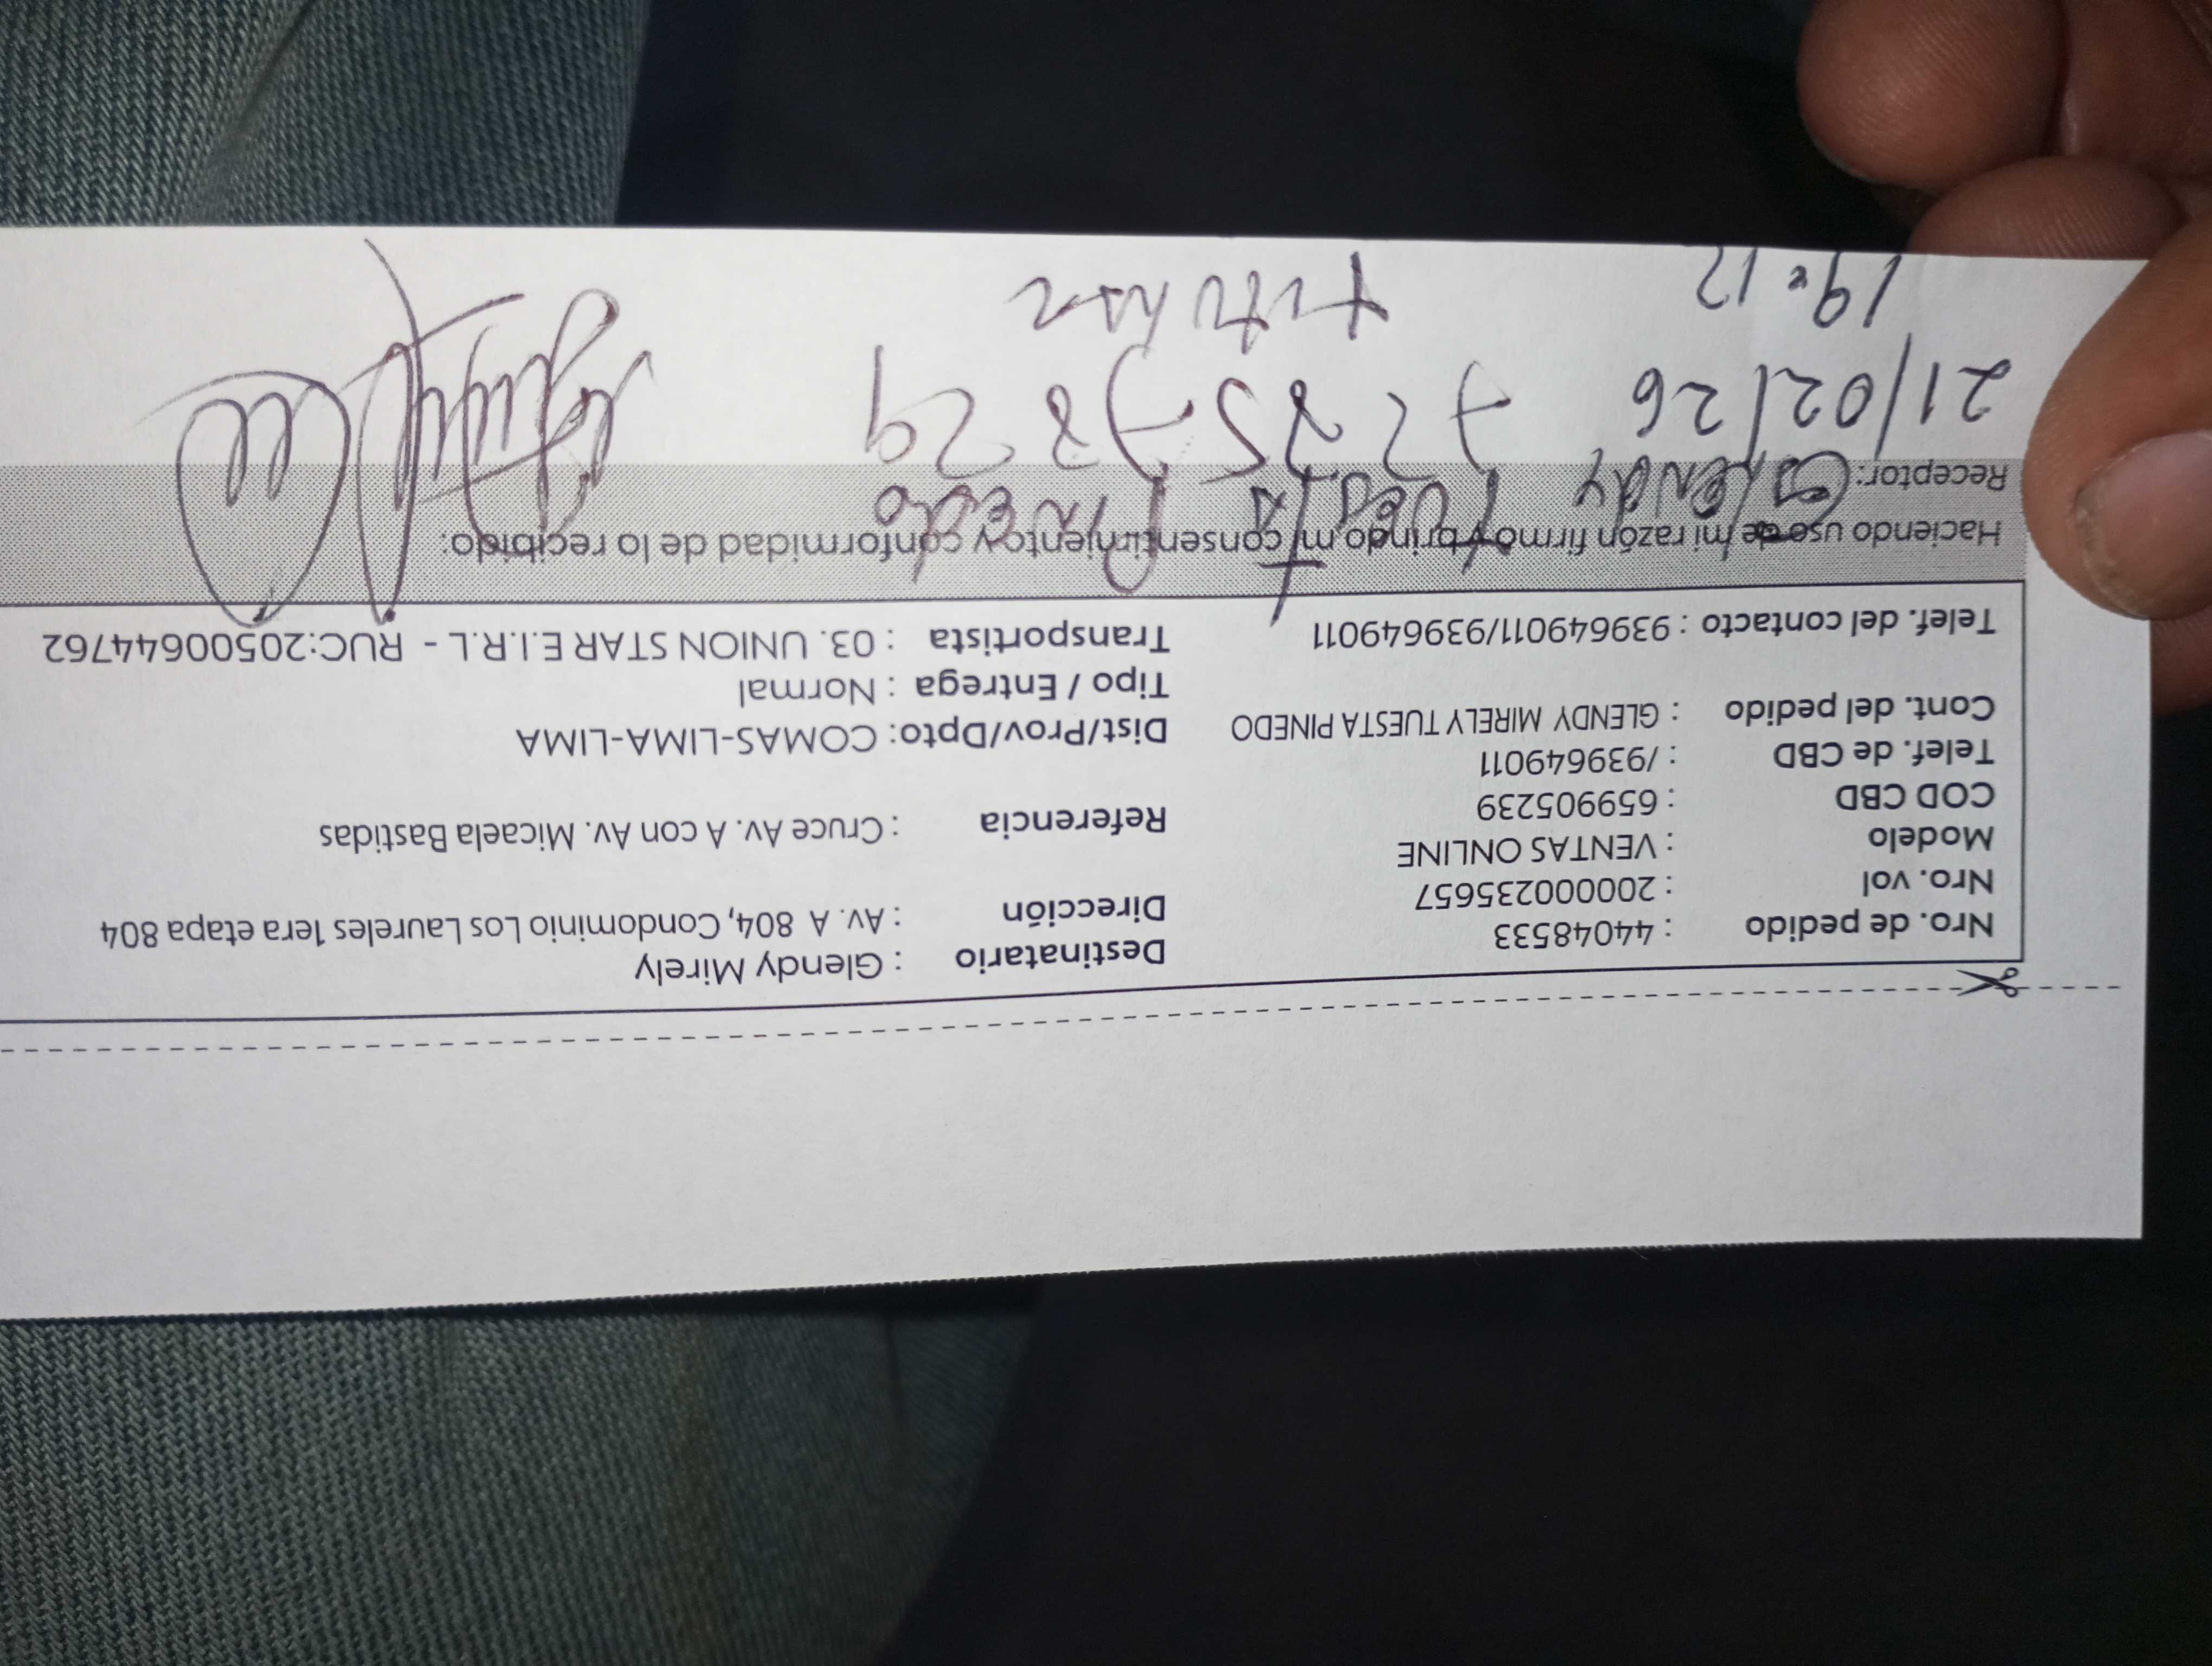 Nro. de pedido : 44048533
Nro. vol : 200000235657
Modelo : VENTAS ONLINE
COD CBD : 659905239
Telef. de CBD : /939649011
Cont. del pedido : GLENDY MIRELY TUESTA PINEDO
Telef. del contacto : 939649011/939649011
Destinatario : Glendy Mirely
Dirección : Av. A 804, Condominio Los Laureles 1era etapa 804
Referencia : Cruce Av. A con Av. Micaela Bastidas
Dist/Prov/Dpto: COMAS-LIMA-LIMA
Tipo / Entrega : Normal
Transportista : 03. UNION STAR E.I.R.L - RUC:20500644762
Haciendo uso de mi razón firmo y brindo mi consentimiento y conformidad de lo recibido:
Receptor: Glendy Tuesta Pinedo
21/02/26
19:12